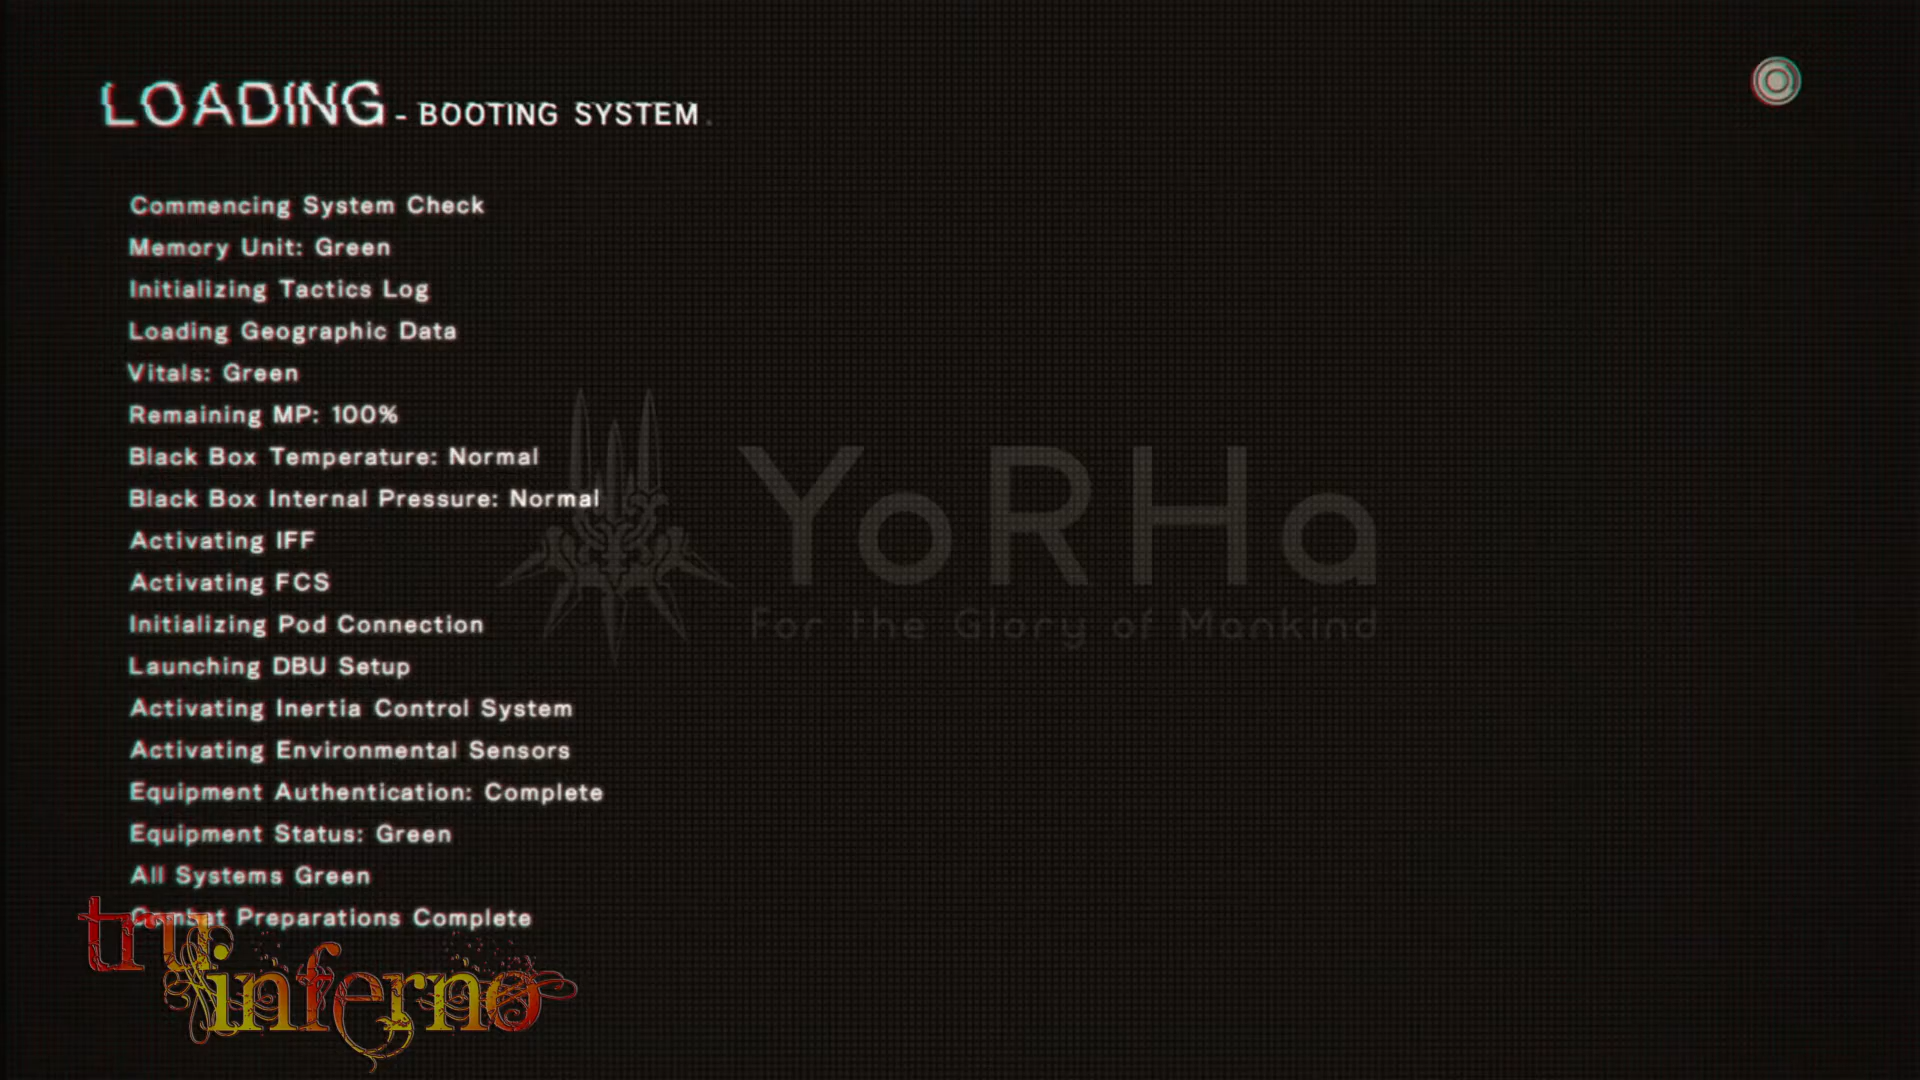 LOADING - BOOTING SYSTEM.
Commencing System Check
Memory Unit: Green
Initializing Tactics Log
Loading Geographic Data
Vitals: Green
Remaining MP: 100%
Black Box Temperature: Normal
Black Box Internal Pressure: Normal
Activating IFF
Activating FCS
Initializing Pod Connection
Launching DBU Setup
Activating Inertia Control System
Activating Environmental Sensors
Equipment Authentication: Complete
Equipment Status: Green
All Systems Green
Combat Preparations Complete
YoRHa
For the Glory of Mankind
tru
inferno